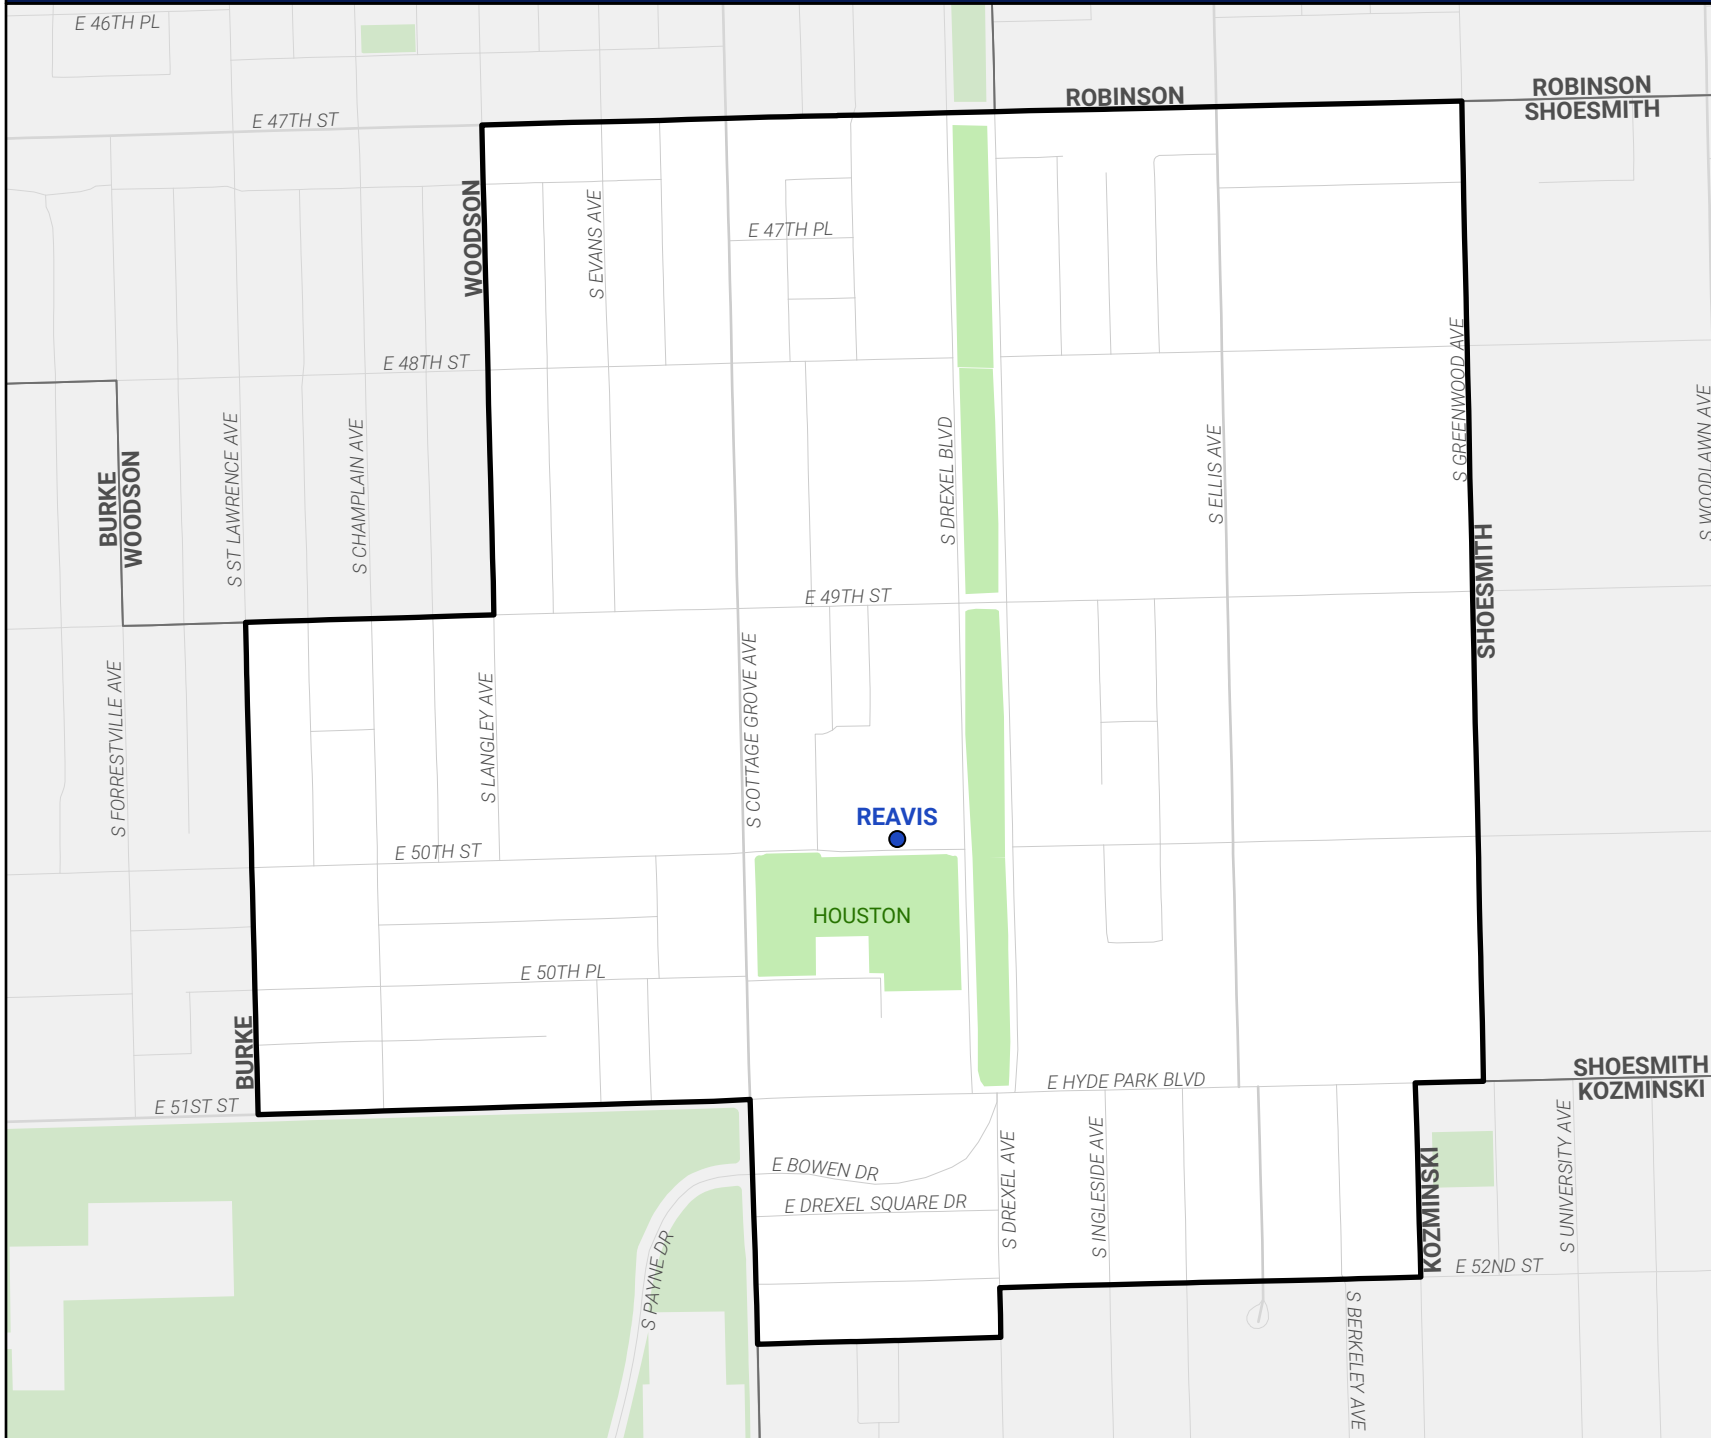 E 46TH PL
ROBINSON
ROBINSON
SHOESMITH
E 47TH ST
WOODSON
S EVANS AVE
E 47TH PL
E 48TH ST
S GREENWOOD AVE
S WOODLAWN AVE
BURKE
WOODSON
S ST LAWRENCE AVE
S CHAMPLAIN AVE
S DREXEL BLVD
S ELLIS AVE
SHOESMITH
E 49TH ST
S FORRESTVILLE AVE
S LANGLEY AVE
S COTTAGE GROVE AVE
REAVIS
E 50TH ST
HOUSTON
E 50TH PL
BURKE
E 51ST ST
E HYDE PARK BLVD
SHOESMITH
KOZMINSKI
E BOWEN DR
E DREXEL SQUARE DR
S DREXEL AVE
S INGLESIDE AVE
KOZMINSKI
S UNIVERSITY AVE
E 52ND ST
S PAYNE DR
S BERKELEY AVE